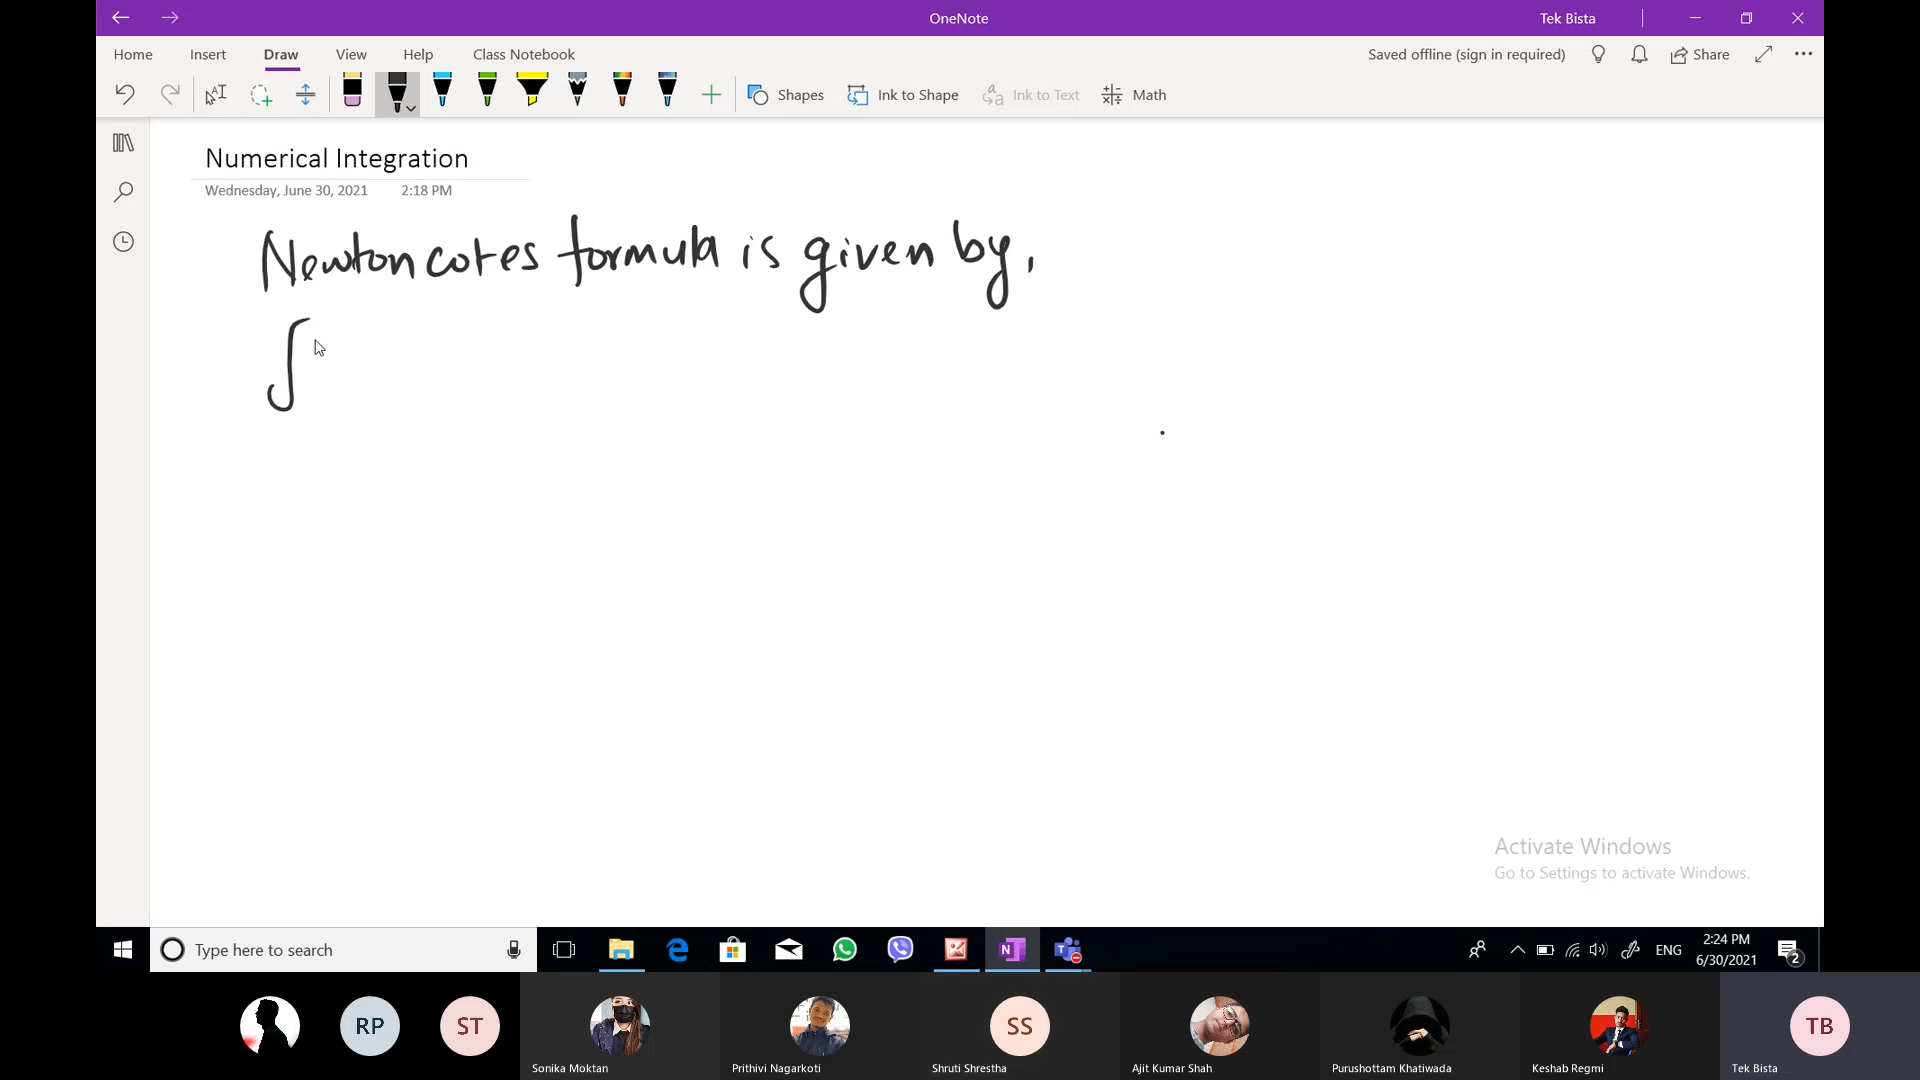 OneNote
Tek Bista
Home Insert Draw View Help Class Notebook
Saved offline (sign in required)
Share
Shapes Ink to Shape Ink to Text Math
Numerical Integration
Wednesday, June 30, 2021 2:18 PM
Newton cotes formula is given by,
∫
Activate Windows
Go to Settings to activate Windows.
Type here to search
ENG
2:24 PM
6/30/2021
2
RP ST SS TB
Sonika Moktan Prithivi Nagarkoti Shruti Shrestha Ajit Kumar Shah Purushottam Khatiwada Keshab Regmi Tek Bista